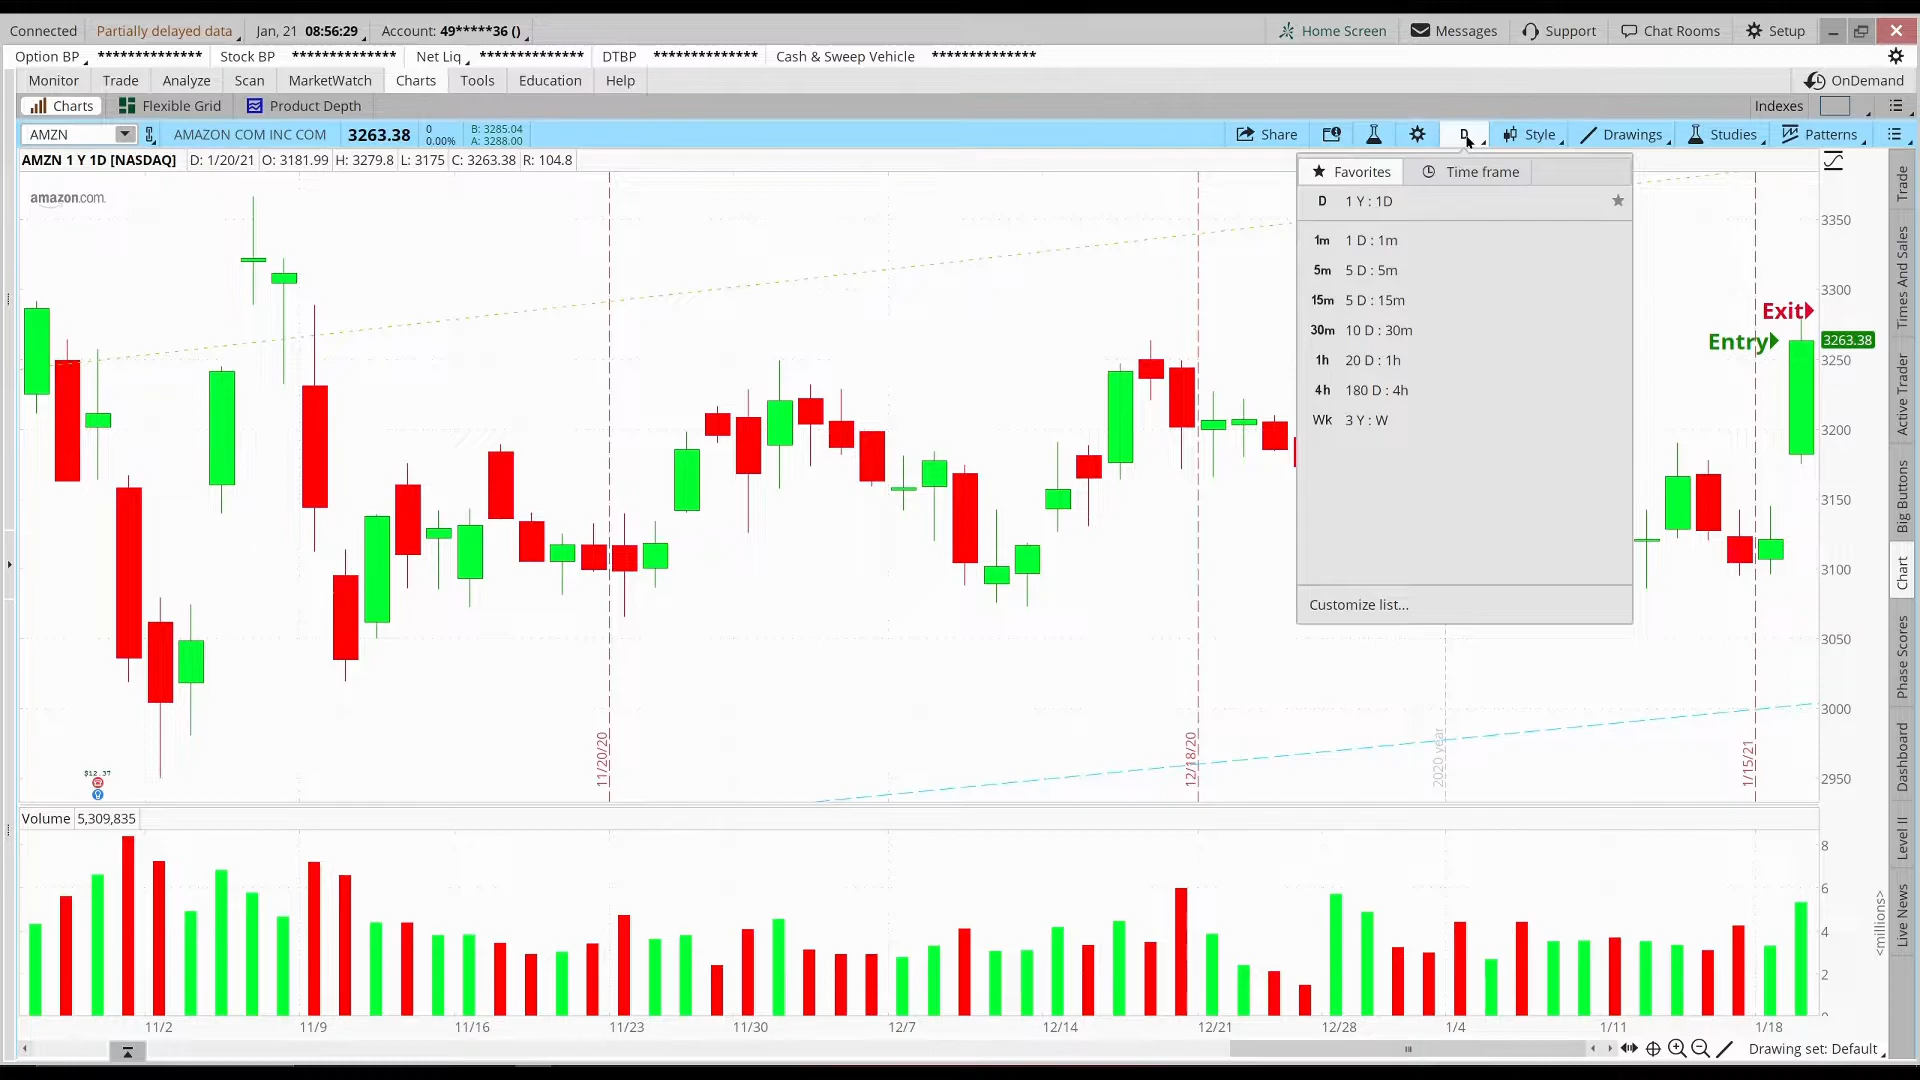 Connected Partially delayed data Jan, 21 08:56:29 Account: 49*****36 () Home Screen Messages Support Chat Rooms Setup
Option BP ************** Stock BP ************** Net Liq ************** DTBP ************** Cash & Sweep Vehicle **************
Monitor Trade Analyze Scan MarketWatch Charts Tools Education Help OnDemand
Charts Flexible Grid Product Depth Indexes
AMZN AMAZON COM INC COM 3263.38 0 B: 3285.04 Share D Style Drawings Studies Patterns
0.00% A: 3288.00
AMZN 1 Y 1D [NASDAQ] D: 1/20/21 O: 3181.99 H: 3279.8 L: 3175 C: 3263.38 R: 104.8
Favorites Time frame
amazon.com.
D 1 Y : 1D
1m 1 D : 1m
5m 5 D : 5m
15m 5 D : 15m
30m 10 D : 30m
1h 20 D : 1h
4h 180 D : 4h
Wk 3 Y : W
Customize list...
Exit
Entry
3263.38
3350
3300
3250
3200
3150
3100
3050
3000
2950
$12.37
11/20/20
12/18/20
2020 year
1/15/21
Volume 5,309,835
8
6
4
2
0
<millions>
11/2 11/9 11/16 11/23 11/30 12/7 12/14 12/21 12/28 1/4 1/11 1/18
Drawing set: Default
Trade
Times And Sales
Active Trader
Big Buttons
Chart
Phase Scores
Dashboard
Level II
Live News